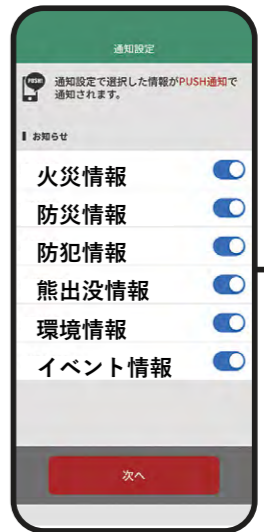 通知設定
PUSH!
通知設定で選択した情報がPUSH通知で
通知されます。
お知らせ
火災情報
防災情報
防犯情報
熊出没情報
環境情報
イベント情報
次へ